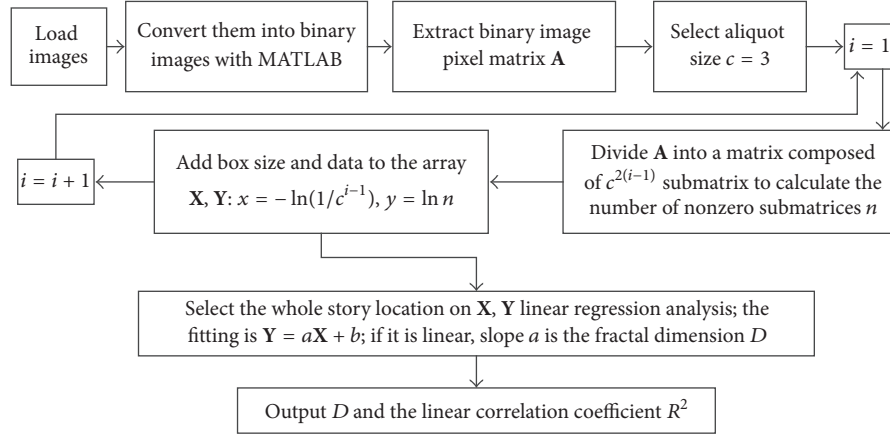 Load
images
Convert them into binary
images with MATLAB
Extract binary image
pixel matrix A
Select aliquot
size c = 3
i = 1
Divide A into a matrix composed
of c^{2(i−1)} submatrix to calculate the
number of nonzero submatrices n
Add box size and data to the array
X, Y: x = − ln(1/c^{i−1}), y = ln n
i = i + 1
Select the whole story location on X, Y linear regression analysis; the
fitting is Y = aX + b; if it is linear, slope a is the fractal dimension D
Output D and the linear correlation coefficient R²